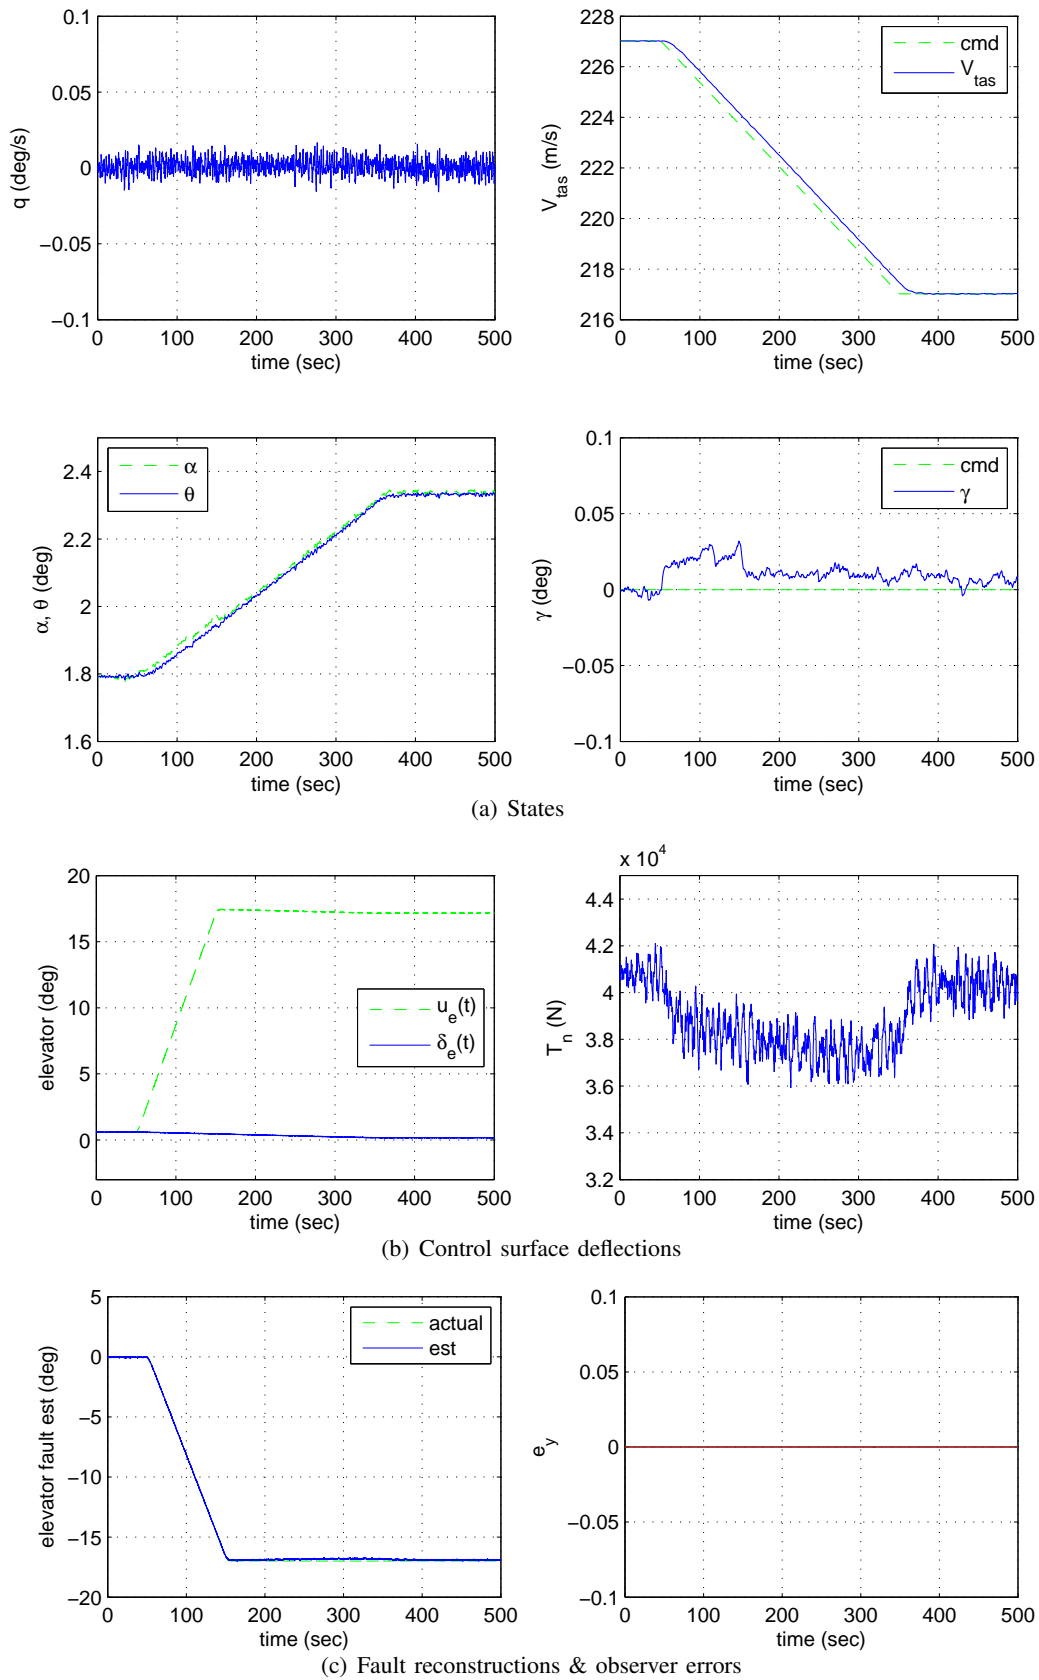 0.1
0.05
0
−0.05
−0.1
q (deg/s)
0 100 200 300 400 500
time (sec)
228
226
224
222
220
218
216
V_tas (m/s)
cmd
V_tas
0 100 200 300 400 500
time (sec)
2.4
2.2
2
1.8
1.6
α, θ (deg)
α
θ
0 100 200 300 400 500
time (sec)
0.1
0.05
0
−0.05
−0.1
γ (deg)
cmd
γ
0 100 200 300 400 500
time (sec)
(a) States
20
15
10
5
0
elevator (deg)
u_e(t)
δ_e(t)
0 100 200 300 400 500
time (sec)
x 10^4
4.4
4.2
4
3.8
3.6
3.4
3.2
T_n (N)
0 100 200 300 400 500
time (sec)
(b) Control surface deflections
5
0
−5
−10
−15
−20
elevator fault est (deg)
actual
est
0 100 200 300 400 500
time (sec)
0.1
0.05
0
−0.05
−0.1
e_y
0 100 200 300 400 500
time (sec)
(c) Fault reconstructions & observer errors